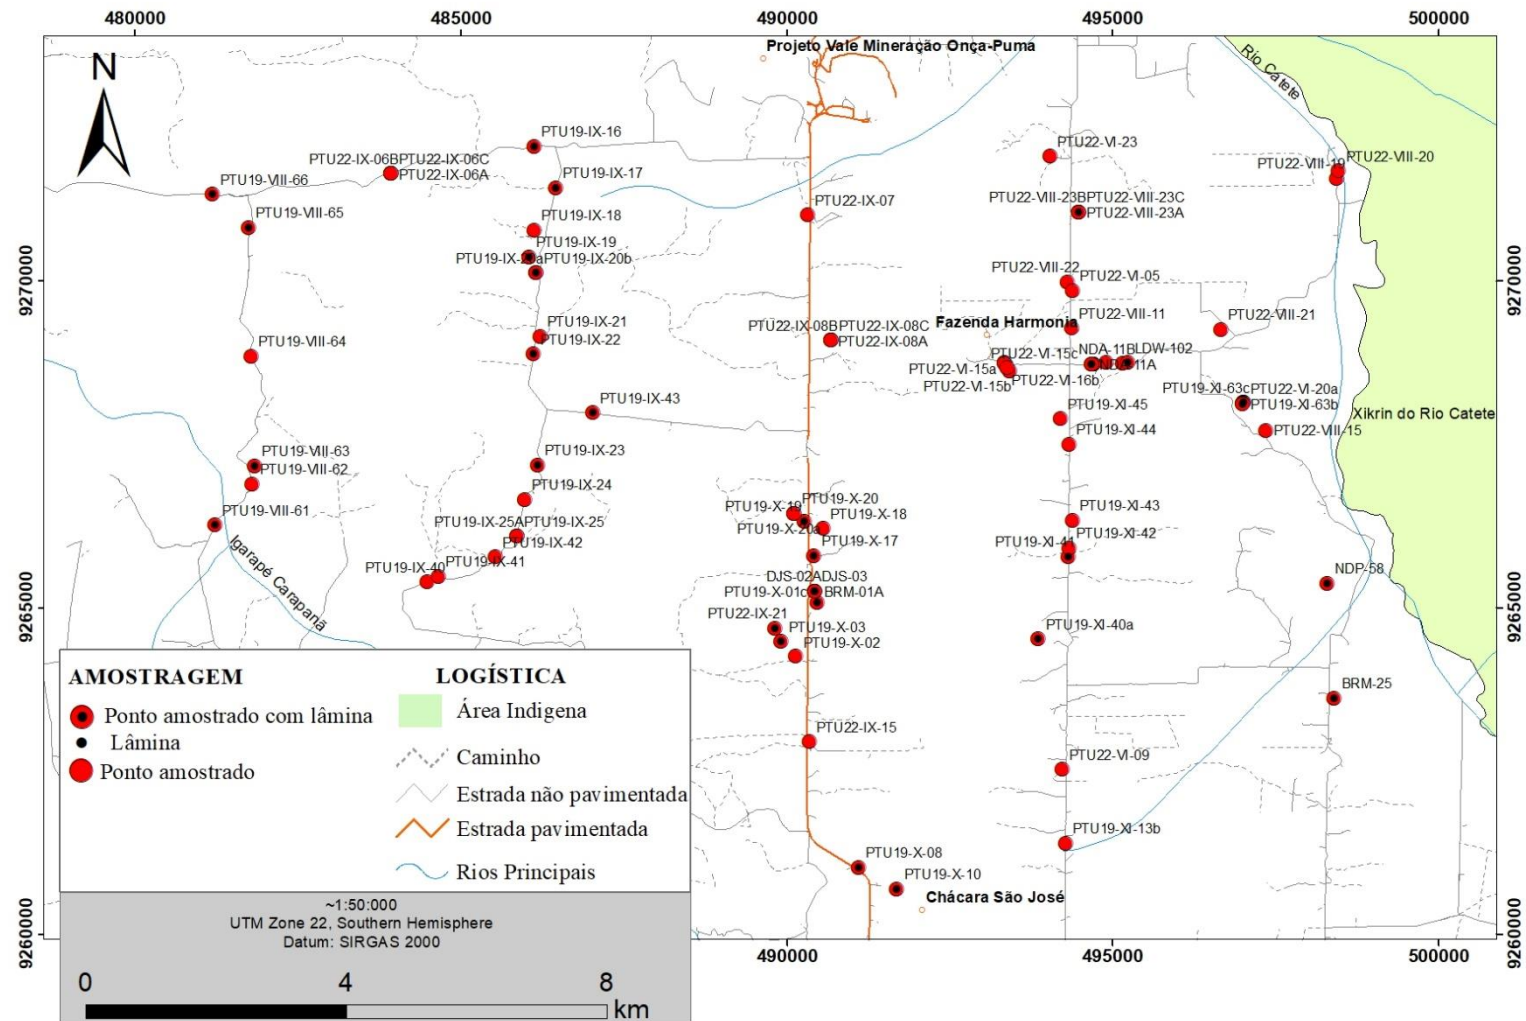 480000 485000 490000 495000 500000
Projeto Vale Mineração Onça-Puma
Rio Catete
N
PTU19-IX-16
PTU22-VI-23
PTU22-IX-06BPTU22-IX-06C
PTU22-IX-06A
PTU22-VIII-19
PTU22-VIII-20
PTU19-VIII-66
PTU19-IX-17
PTU22-VIII-23BPTU22-VIII-23C
PTU22-VIII-23A
PTU22-IX-07
PTU19-VIII-65
PTU19-IX-18
PTU19-IX-19
PTU19-IX-20b
PTU22-VIII-22
PTU22-VI-05
9270000
9270000
PTU19-IX-21
PTU22-IX-08BPTU22-IX-08C
PTU22-IX-08A
Fazenda Harmonia
PTU22-VIII-11
PTU22-VIII-21
PTU19-VIII-64
PTU19-IX-22
PTU22-VI-15c
NDA-11BLDW-102
PTU22-VI-15a
PTU22-VI-15b
PTU22-VI-16b
PTU19-IX-43
PTU19-XI-63cPTU22-VI-20a
PTU19-XI-63b
PTU19-XI-45
Xikrin do Rio Catete
PTU19-XI-44
PTU22-VIII-15
PTU19-VIII-63
PTU19-VIII-62
PTU19-IX-23
PTU19-IX-24
PTU19-X-20
PTU19-X-19
PTU19-X-18
PTU19-XI-43
PTU19-VIII-61
PTU19-IX-25APTU19-IX-25
PTU19-X-20a
PTU19-X-17
PTU19-XI-42
PTU19-XI-41
PTU19-IX-42
PTU19-IX-41
PTU19-IX-40
Igarapé Carapanã
DJS-02ADJS-03
PTU19-X-01c
BRM-01A
NDP-58
9265000
9265000
PTU22-IX-21
PTU19-X-03
PTU19-X-02
PTU19-XI-40a
BRM-25
PTU22-IX-15
PTU22-VI-09
PTU19-XI-13b
PTU19-X-08
PTU19-X-10
Chácara São José
AMOSTRAGEM
Ponto amostrado com lâmina
Lâmina
Ponto amostrado
LOGÍSTICA
Área Indigena
Caminho
Estrada não pavimentada
Estrada pavimentada
Rios Principais
~1:50:000
UTM Zone 22, Southern Hemisphere
Datum: SIRGAS 2000
0 4 8
km
9260000
9260000
480000 485000 490000 495000 500000